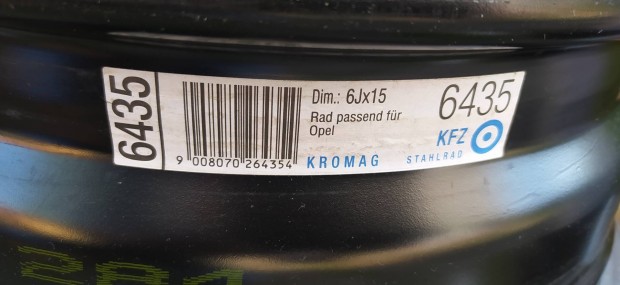 6435
Dim.: 6Jx15
Rad passend für
Opel
9 008070 264354
KROMAG
6435
KFZ
STAHLRAD